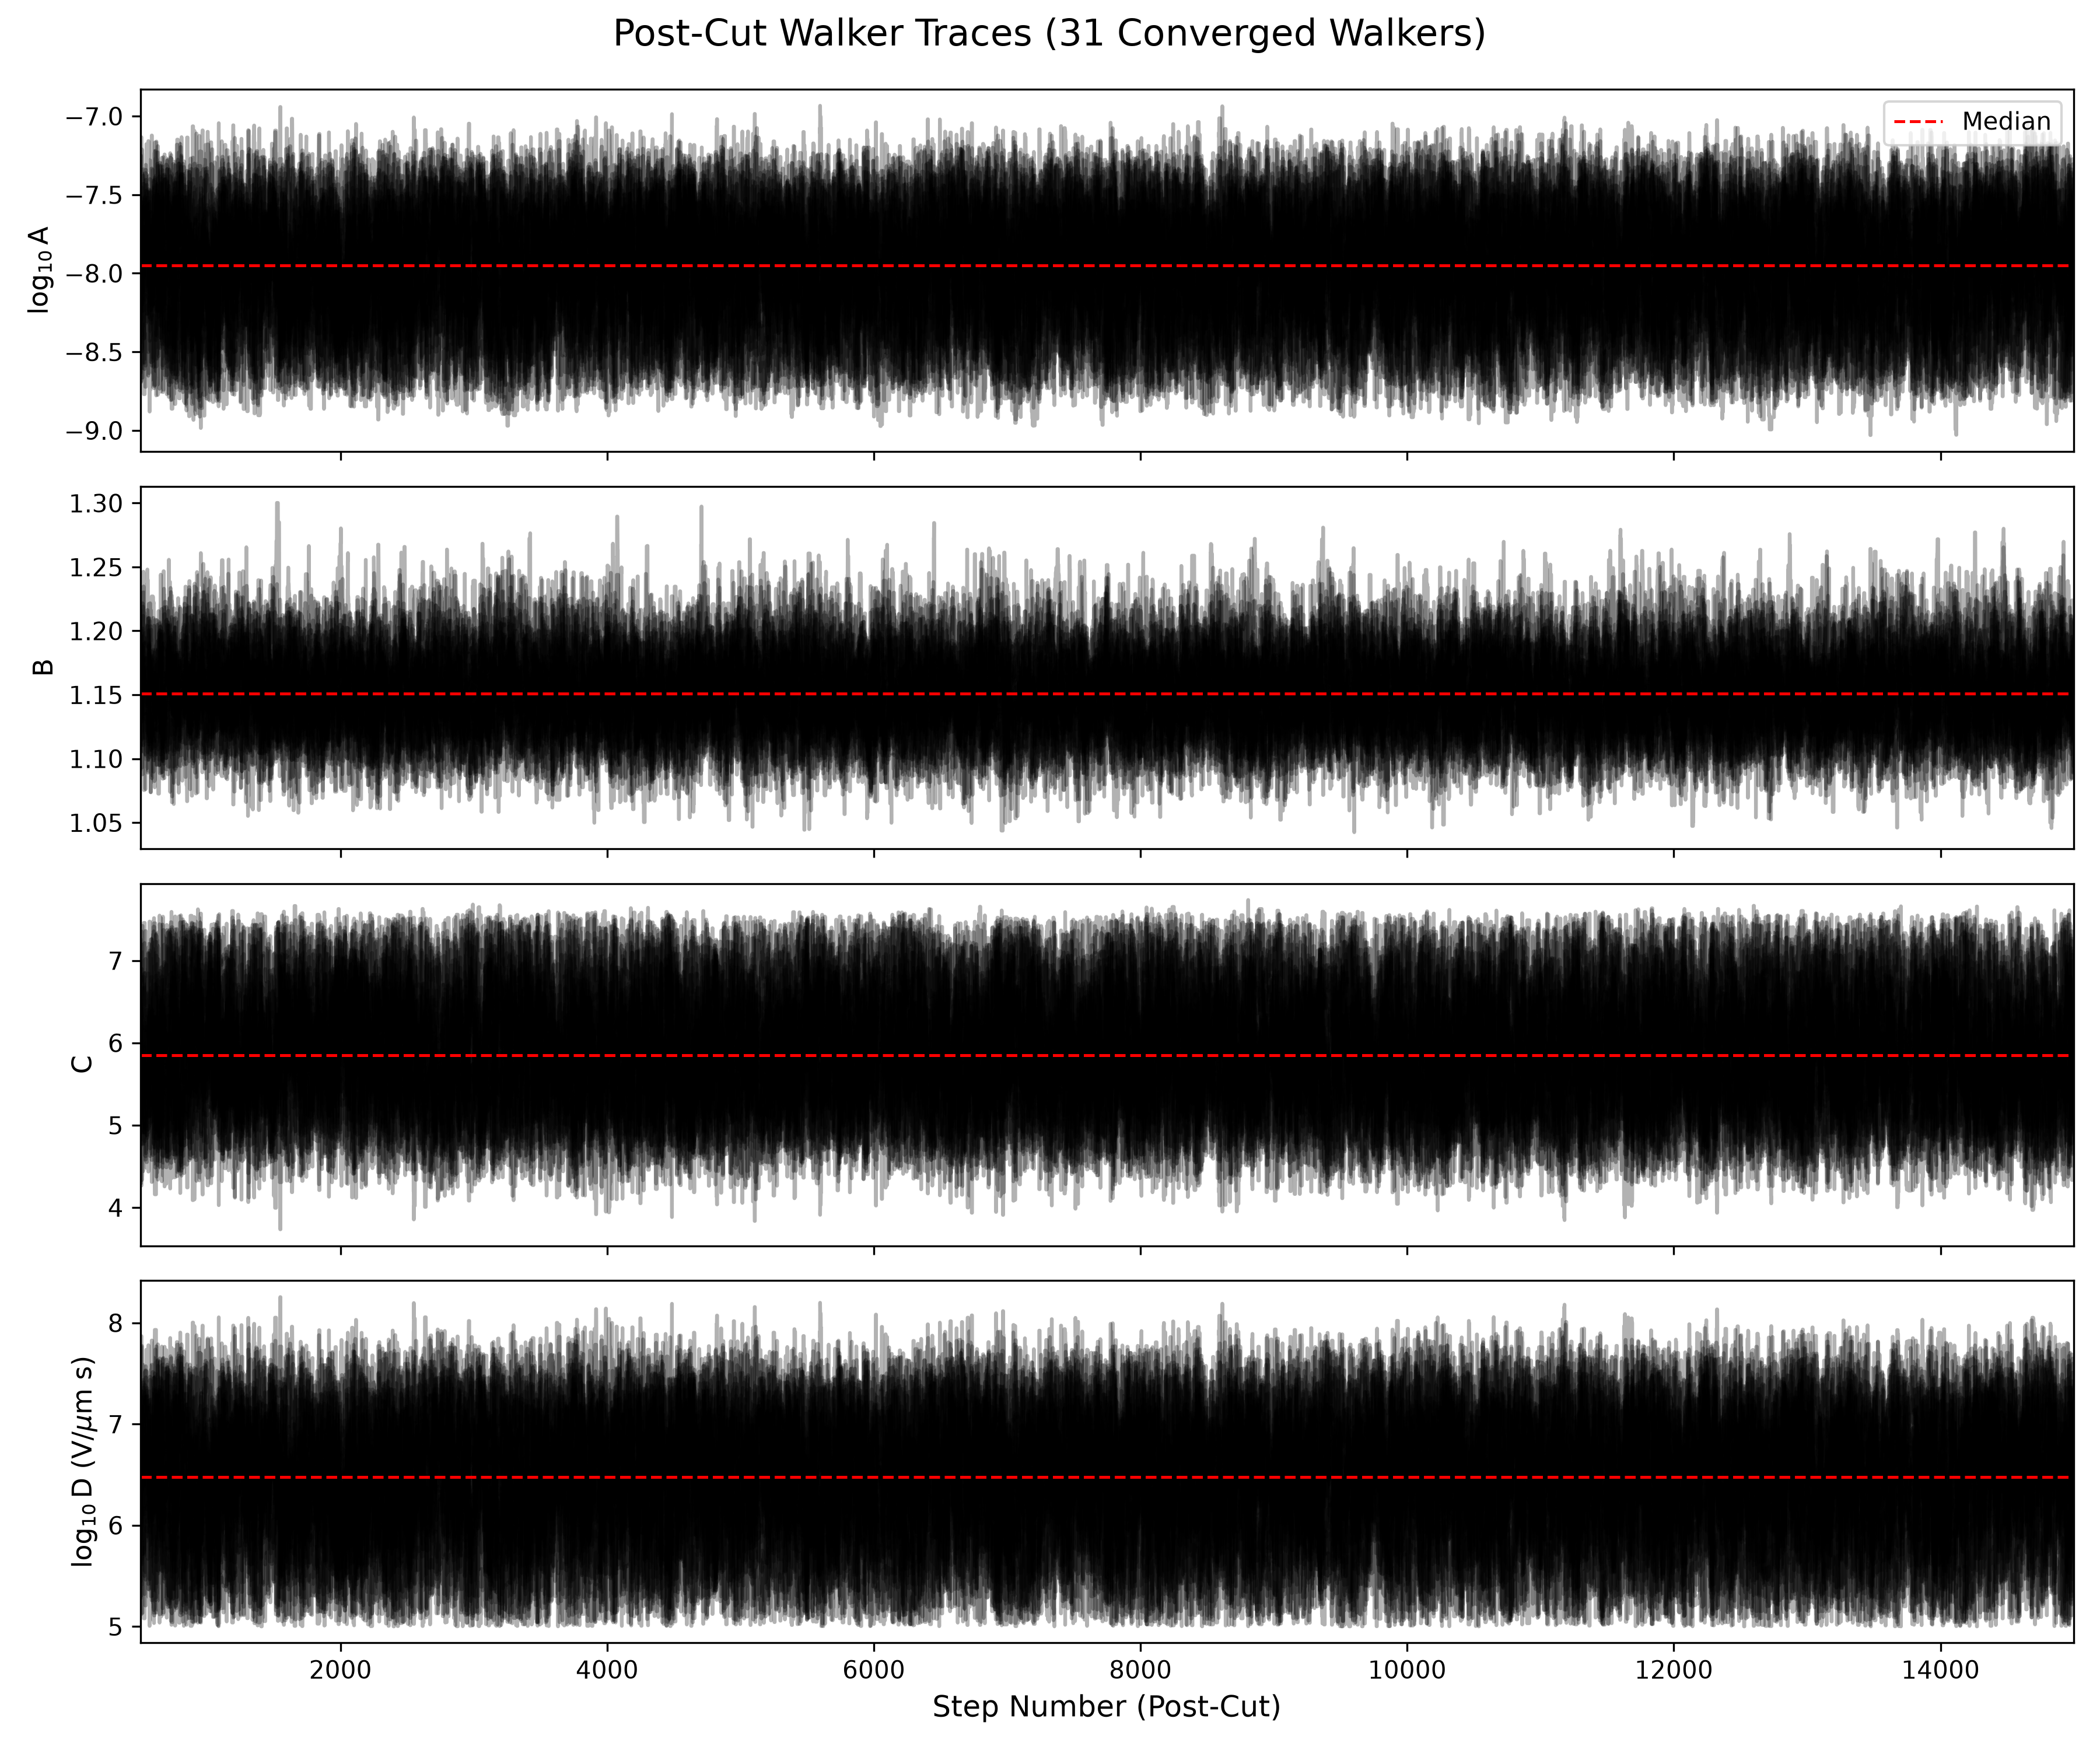 Post-Cut Walker Traces (31 Converged Walkers)
Median
log₁₀ A
−7.0
−7.5
−8.0
−8.5
−9.0
B
1.30
1.25
1.20
1.15
1.10
1.05
C
7
6
5
4
log₁₀ D (V/μm s)
8
7
6
5
2000 4000 6000 8000 10000 12000 14000
Step Number (Post-Cut)